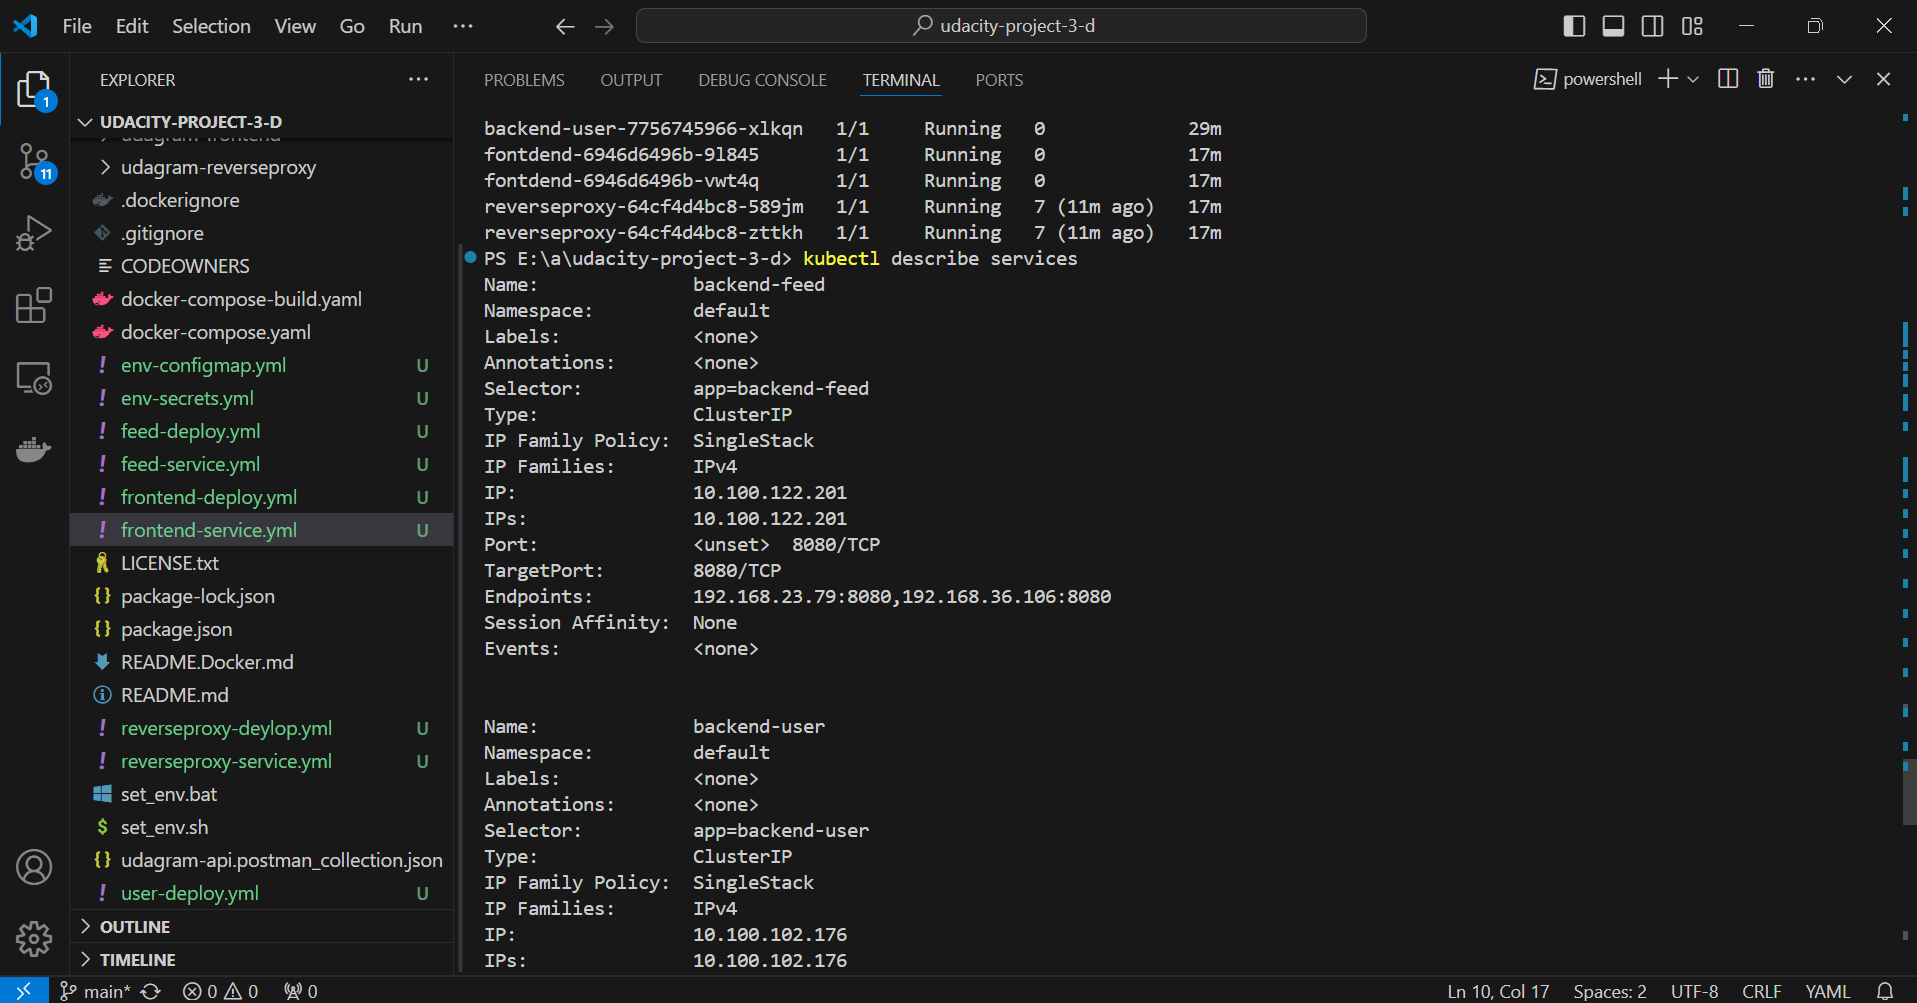 File Edit Selection View Go Run ···
udacity-project-3-d
EXPLORER ···
UDACITY-PROJECT-3-D
udagram-frontend
udagram-reverseproxy
.dockerignore
.gitignore
CODEOWNERS
docker-compose-build.yaml
docker-compose.yaml
! env-configmap.yml U
! env-secrets.yml U
! feed-deploy.yml U
! feed-service.yml U
! frontend-deploy.yml U
! frontend-service.yml U
LICENSE.txt
{} package-lock.json
{} package.json
README.Docker.md
README.md
! reverseproxy-deylop.yml U
! reverseproxy-service.yml U
set_env.bat
$ set_env.sh
{} udagram-api.postman_collection.json
! user-deploy.yml U
OUTLINE
TIMELINE
1
11
PROBLEMS OUTPUT DEBUG CONSOLE TERMINAL PORTS
powershell
backend-user-7756745966-xlkqn 1/1 Running 0 29m
fontdend-6946d6496b-9l845 1/1 Running 0 17m
fontdend-6946d6496b-vwt4q 1/1 Running 0 17m
reverseproxy-64cf4d4bc8-589jm 1/1 Running 7 (11m ago) 17m
reverseproxy-64cf4d4bc8-zttkh 1/1 Running 7 (11m ago) 17m
PS E:\a\udacity-project-3-d> kubectl describe services
Name: backend-feed
Namespace: default
Labels: <none>
Annotations: <none>
Selector: app=backend-feed
Type: ClusterIP
IP Family Policy: SingleStack
IP Families: IPv4
IP: 10.100.122.201
IPs: 10.100.122.201
Port: <unset> 8080/TCP
TargetPort: 8080/TCP
Endpoints: 192.168.23.79:8080,192.168.36.106:8080
Session Affinity: None
Events: <none>
Name: backend-user
Namespace: default
Labels: <none>
Annotations: <none>
Selector: app=backend-user
Type: ClusterIP
IP Family Policy: SingleStack
IP Families: IPv4
IP: 10.100.102.176
IPs: 10.100.102.176
main* 0 0 0 Ln 10, Col 17 Spaces: 2 UTF-8 CRLF YAML